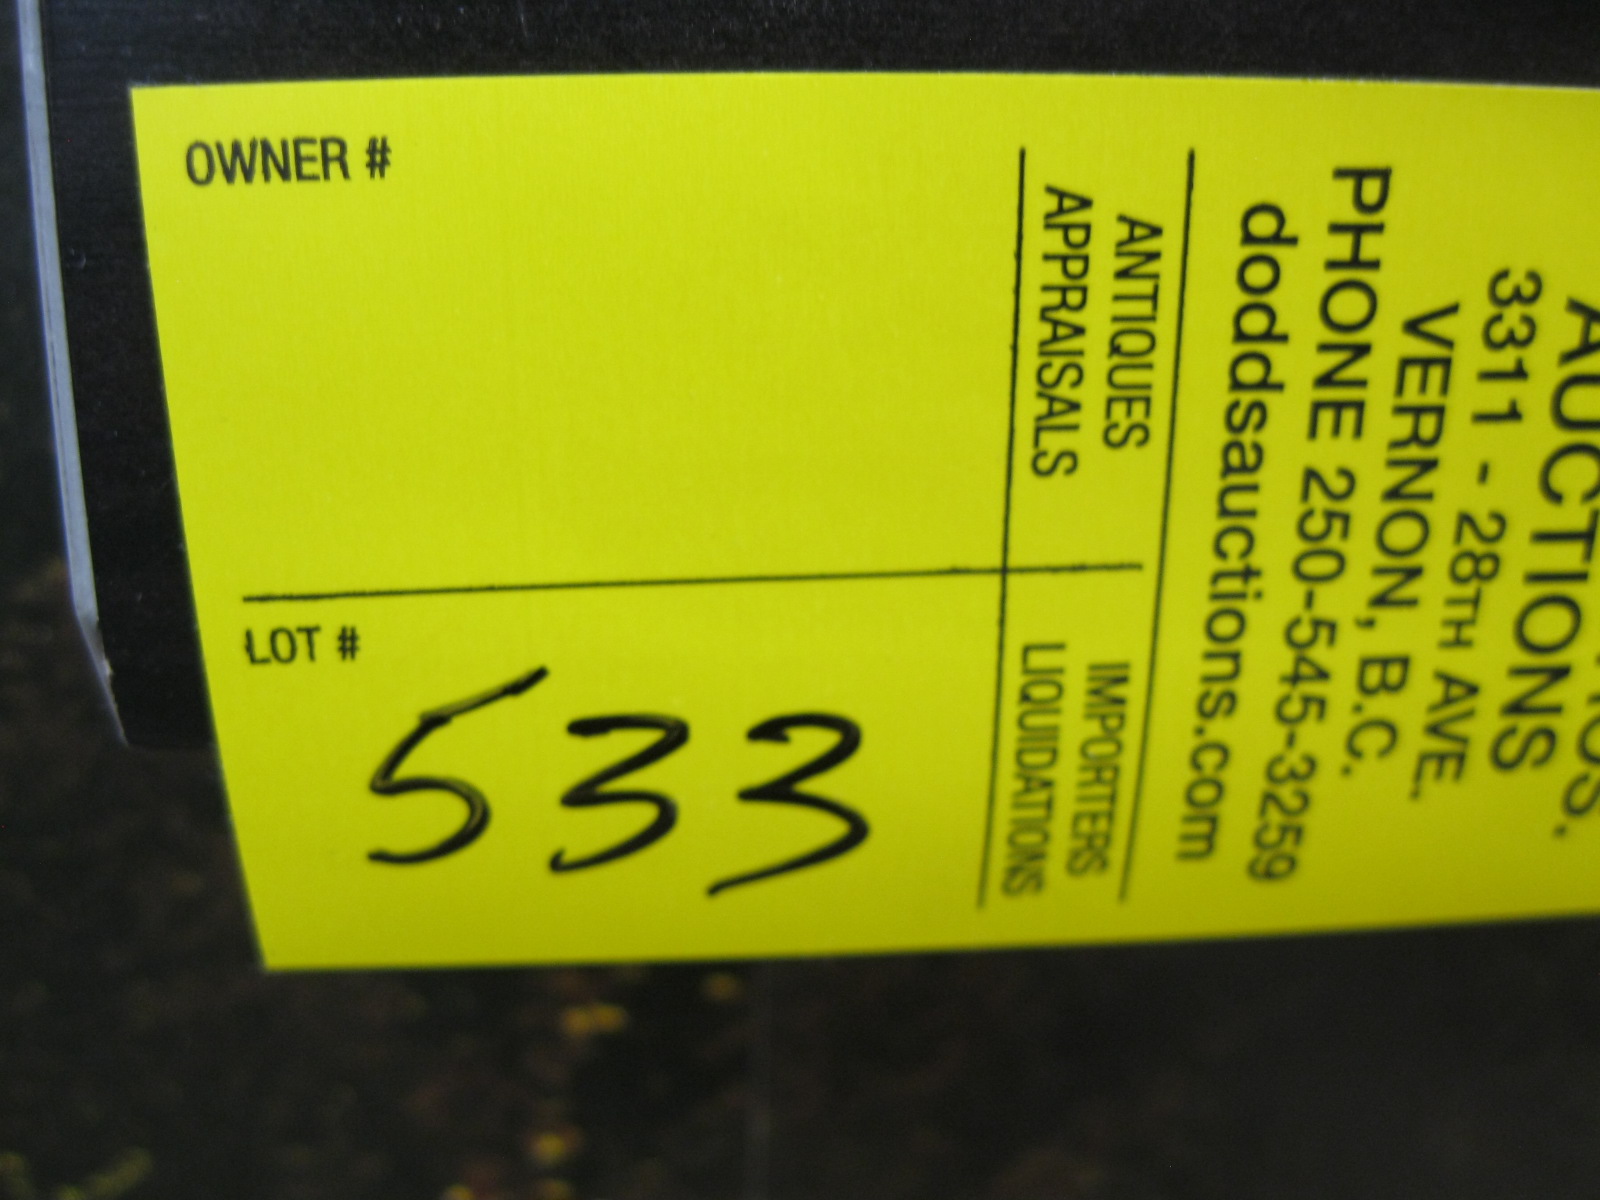 OWNER #
LOT #
533
AUCTIONS
3311 - 28TH AVE.
VERNON, B.C.
PHONE 250-545-3259
doddsauctions.com
ANTIQUES
APPRAISALS
IMPORTERS
LIQUIDATIONS